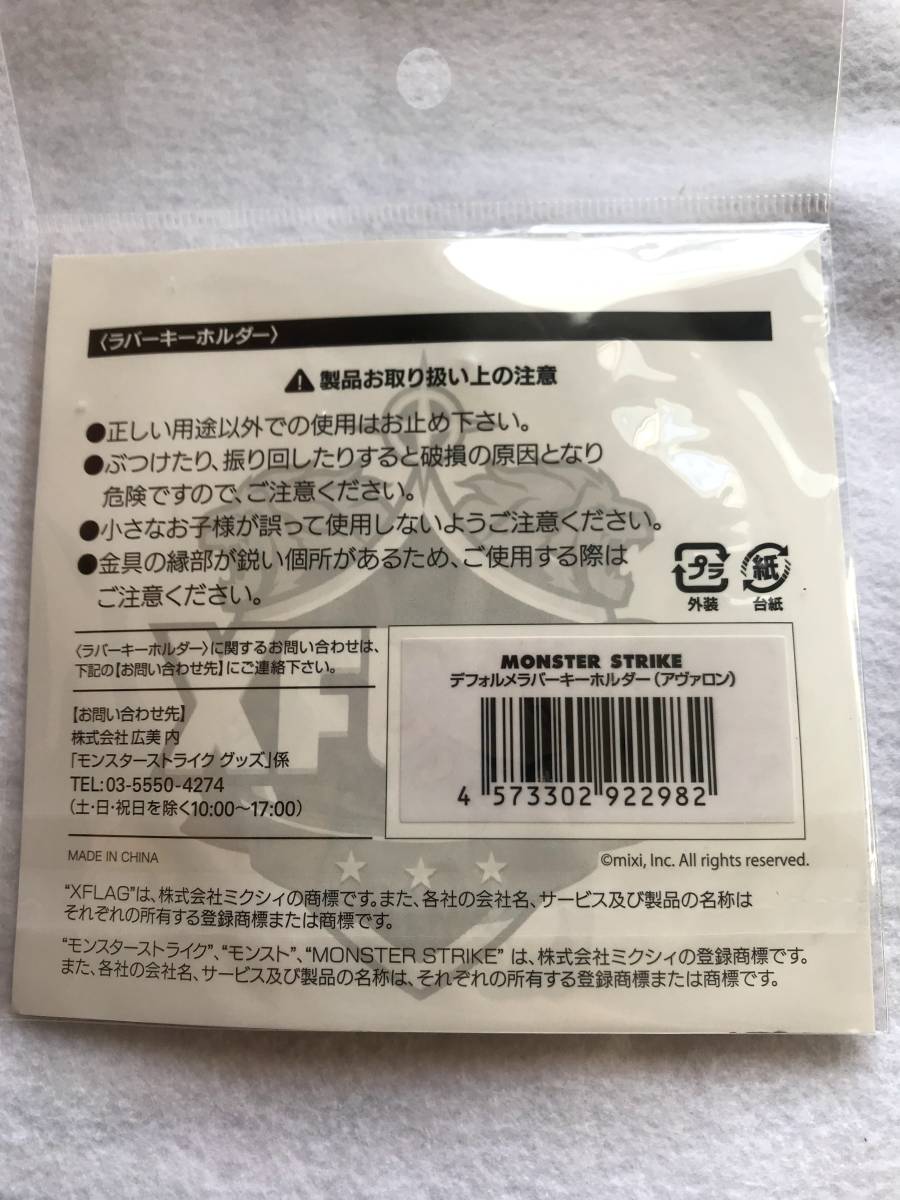 〈ラバーキーホルダー〉
製品お取り扱い上の注意
●正しい用途以外での使用はお止め下さい。
●ぶつけたり、振り回したりすると破損の原因となり
危険ですので、ご注意ください。
●小さなお子様が誤って使用しないようご注意ください。
●金具の縁部が鋭い個所があるため、ご使用する際は
ご注意ください。
プラ
外装
紙
台紙
〈ラバーキーホルダー〉に関するお問い合わせは、
下記の【お問い合わせ先】にご連絡下さい。
【お問い合わせ先】
株式会社 広美 内
「モンスターストライク グッズ」係
TEL:03-5550-4274
(土・日・祝日を除く10:00〜17:00)
MONSTER STRIKE
デフォルメラバーキーホルダー(アヴァロン)
4 573302 922982
MADE IN CHINA
©mixi, Inc. All rights reserved.
XFLAG
"XFLAG"は、株式会社ミクシィの商標です。また、各社の会社名、サービス及び製品の名称は
それぞれの所有する登録商標または商標です。
"モンスターストライク"、"モンスト"、"MONSTER STRIKE" は、株式会社ミクシィの登録商標です。
また、各社の会社名、サービス及び製品の名称は、それぞれの所有する登録商標または商標です。